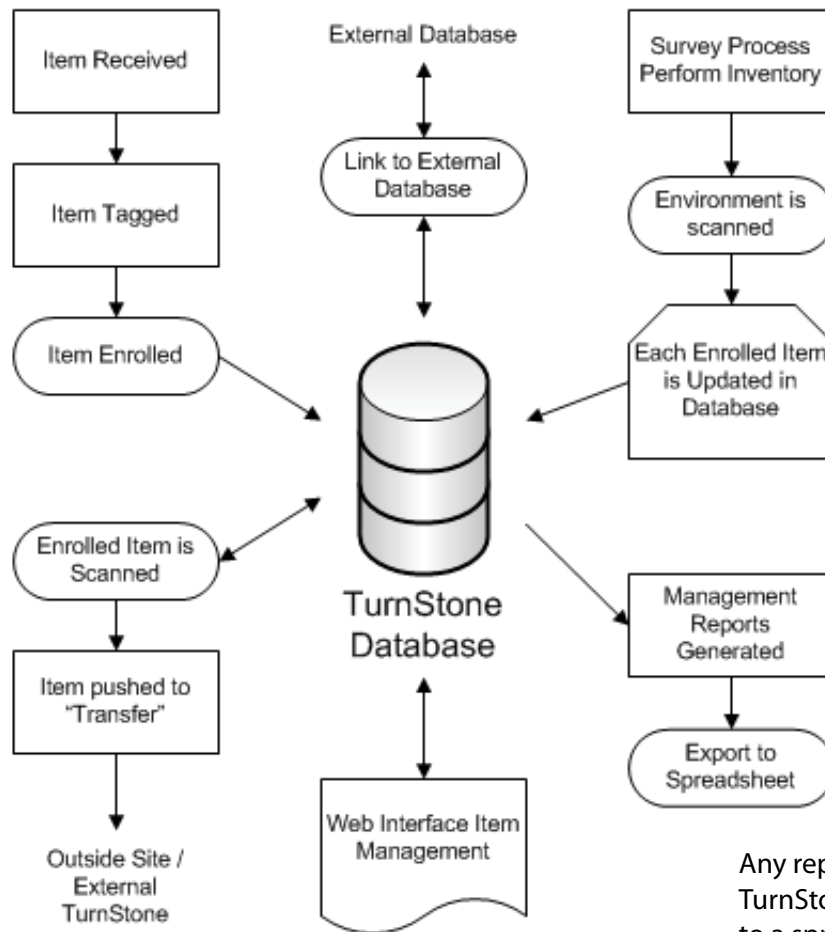 Item Received
Item Tagged
Item Enrolled
External Database
Link to External
Database
Survey Process
Perform Inventory
Environment is
scanned
Each Enrolled Item
is Updated in
Database
TurnStone
Database
Enrolled Item is
Scanned
Item pushed to
“Transfer”
Outside Site /
External
TurnStone
Web Interface Item
Management
Management
Reports
Generated
Export to
Spreadsheet
Any rep
TurnSto
to a spr